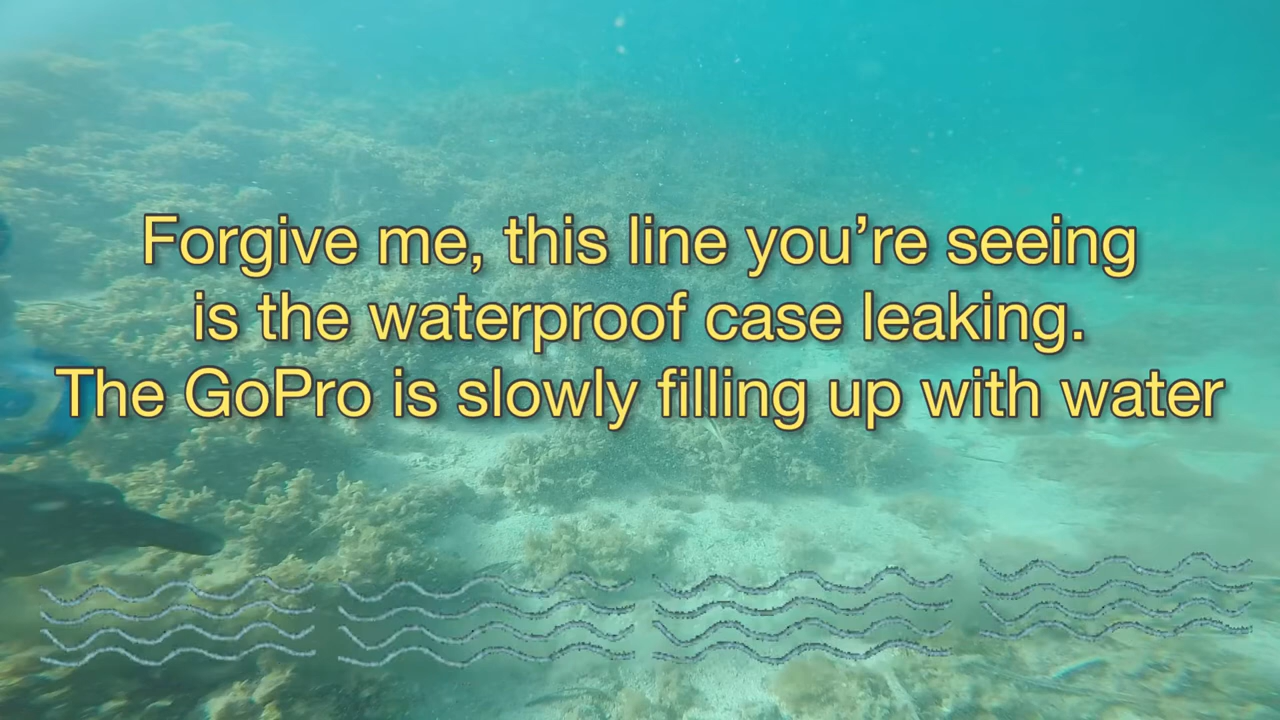 Forgive me, this line you’re seeing
is the waterproof case leaking.
The GoPro is slowly filling up with water